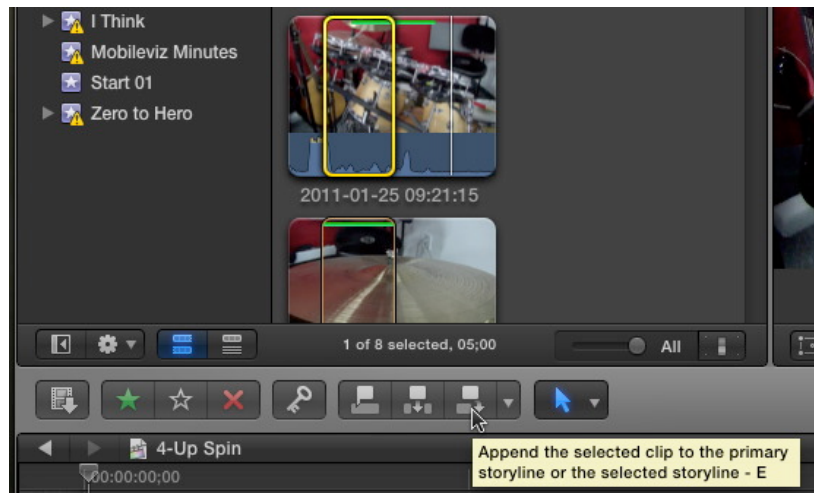 I Think
Mobileviz Minutes
Start 01
Zero to Hero
2011-01-25 09:21:15
1 of 8 selected, 05;00
All
4-Up Spin
00:00:00;00
Append the selected clip to the primary
storyline or the selected storyline - E